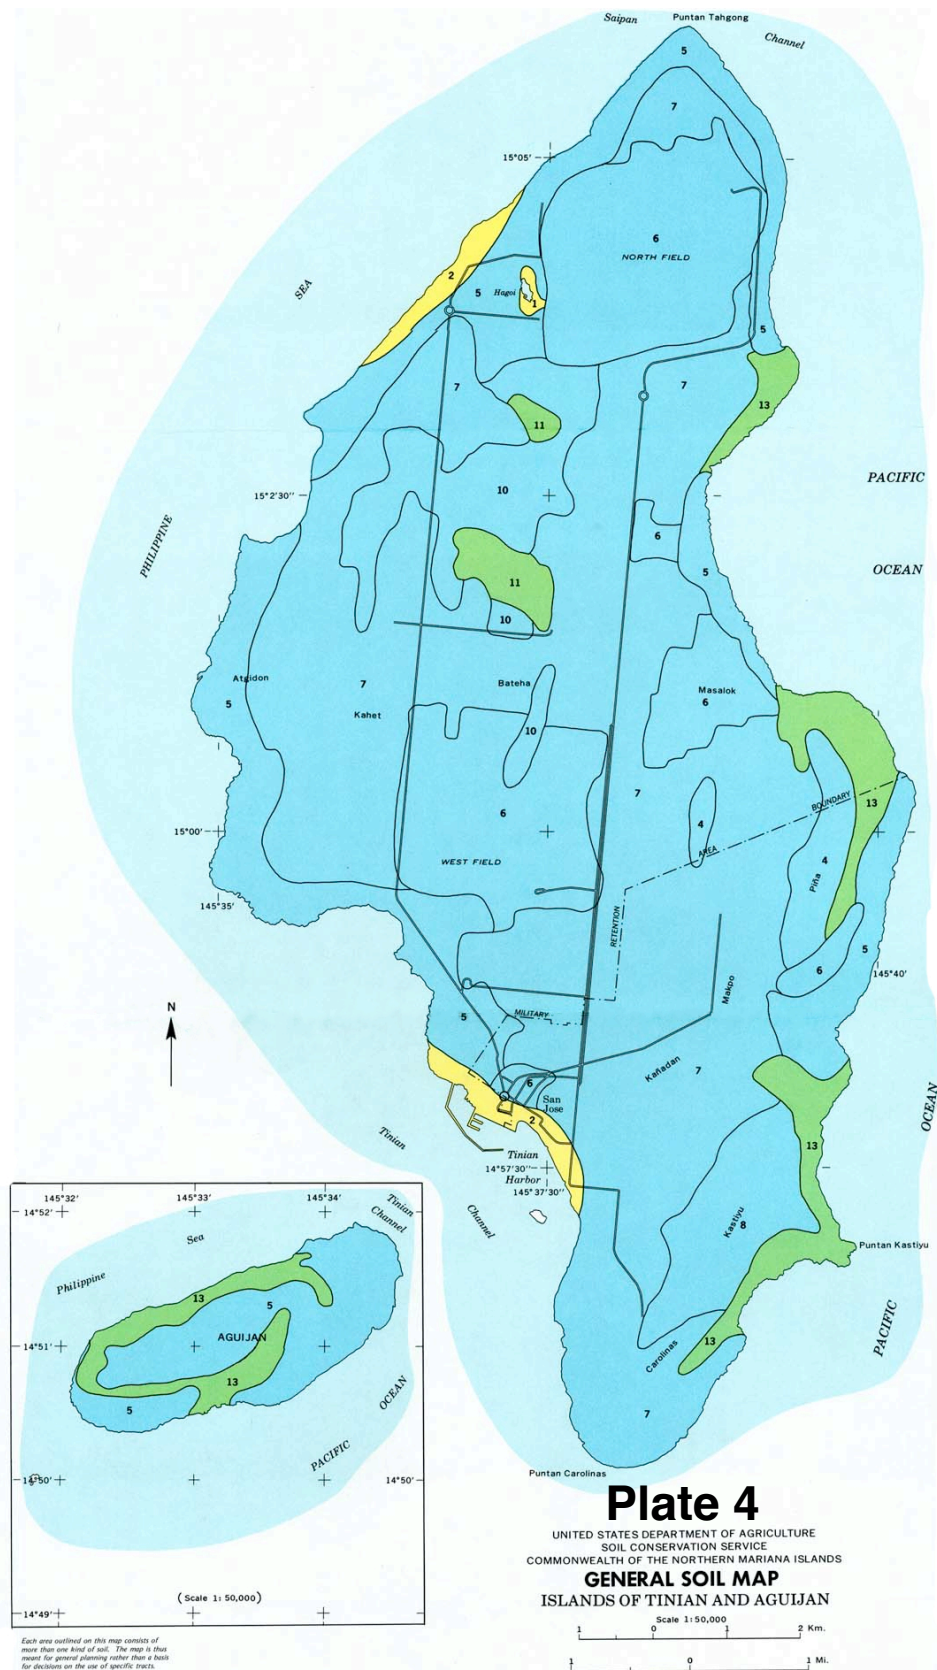 Saipan
Puntan Tahgong
Channel
5
7
15°05'
6
NORTH FIELD
SEA
2
5
Hagoi
1
5
7
7
13
11
PACIFIC
10
15°2'30"
6
PHILIPPINE
OCEAN
5
11
10
Atgidon
7
Bateha
Masalok
5
6
Kahet
10
7
BOUNDARY
13
6
4
15°00'
AREA
4
WEST FIELD
Piña
145°35'
RETENTION
5
6
145°40'
Makpo
N
5
MILITARY
Kañadan
7
6
San
Jose
OCEAN
2
Tinian
13
Tinian
14°57'30"
Harbor
145°37'30"
145°32'
145°33'
145°34'
Tinian
Channel
14°52'
Channel
Kastiyu
8
Sea
Puntan Kastiyu
Philippine
13
5
PACIFIC
AGUIJAN
14°51'
13
Carolinas
13
OCEAN
5
7
PACIFIC
Puntan Carolinas
14°50'
14°50'
Plate 4
UNITED STATES DEPARTMENT OF AGRICULTURE
SOIL CONSERVATION SERVICE
COMMONWEALTH OF THE NORTHERN MARIANA ISLANDS
GENERAL SOIL MAP
ISLANDS OF TINIAN AND AGUIJAN
(Scale 1:50,000)
Scale 1:50,000
14°49'
1 0 1 2 Km.
1 0 1 Mi.
Each area outlined on this map consists of
more than one kind of soil. The map is thus
meant for general planning rather than a basis
for decisions on the use of specific tracts.